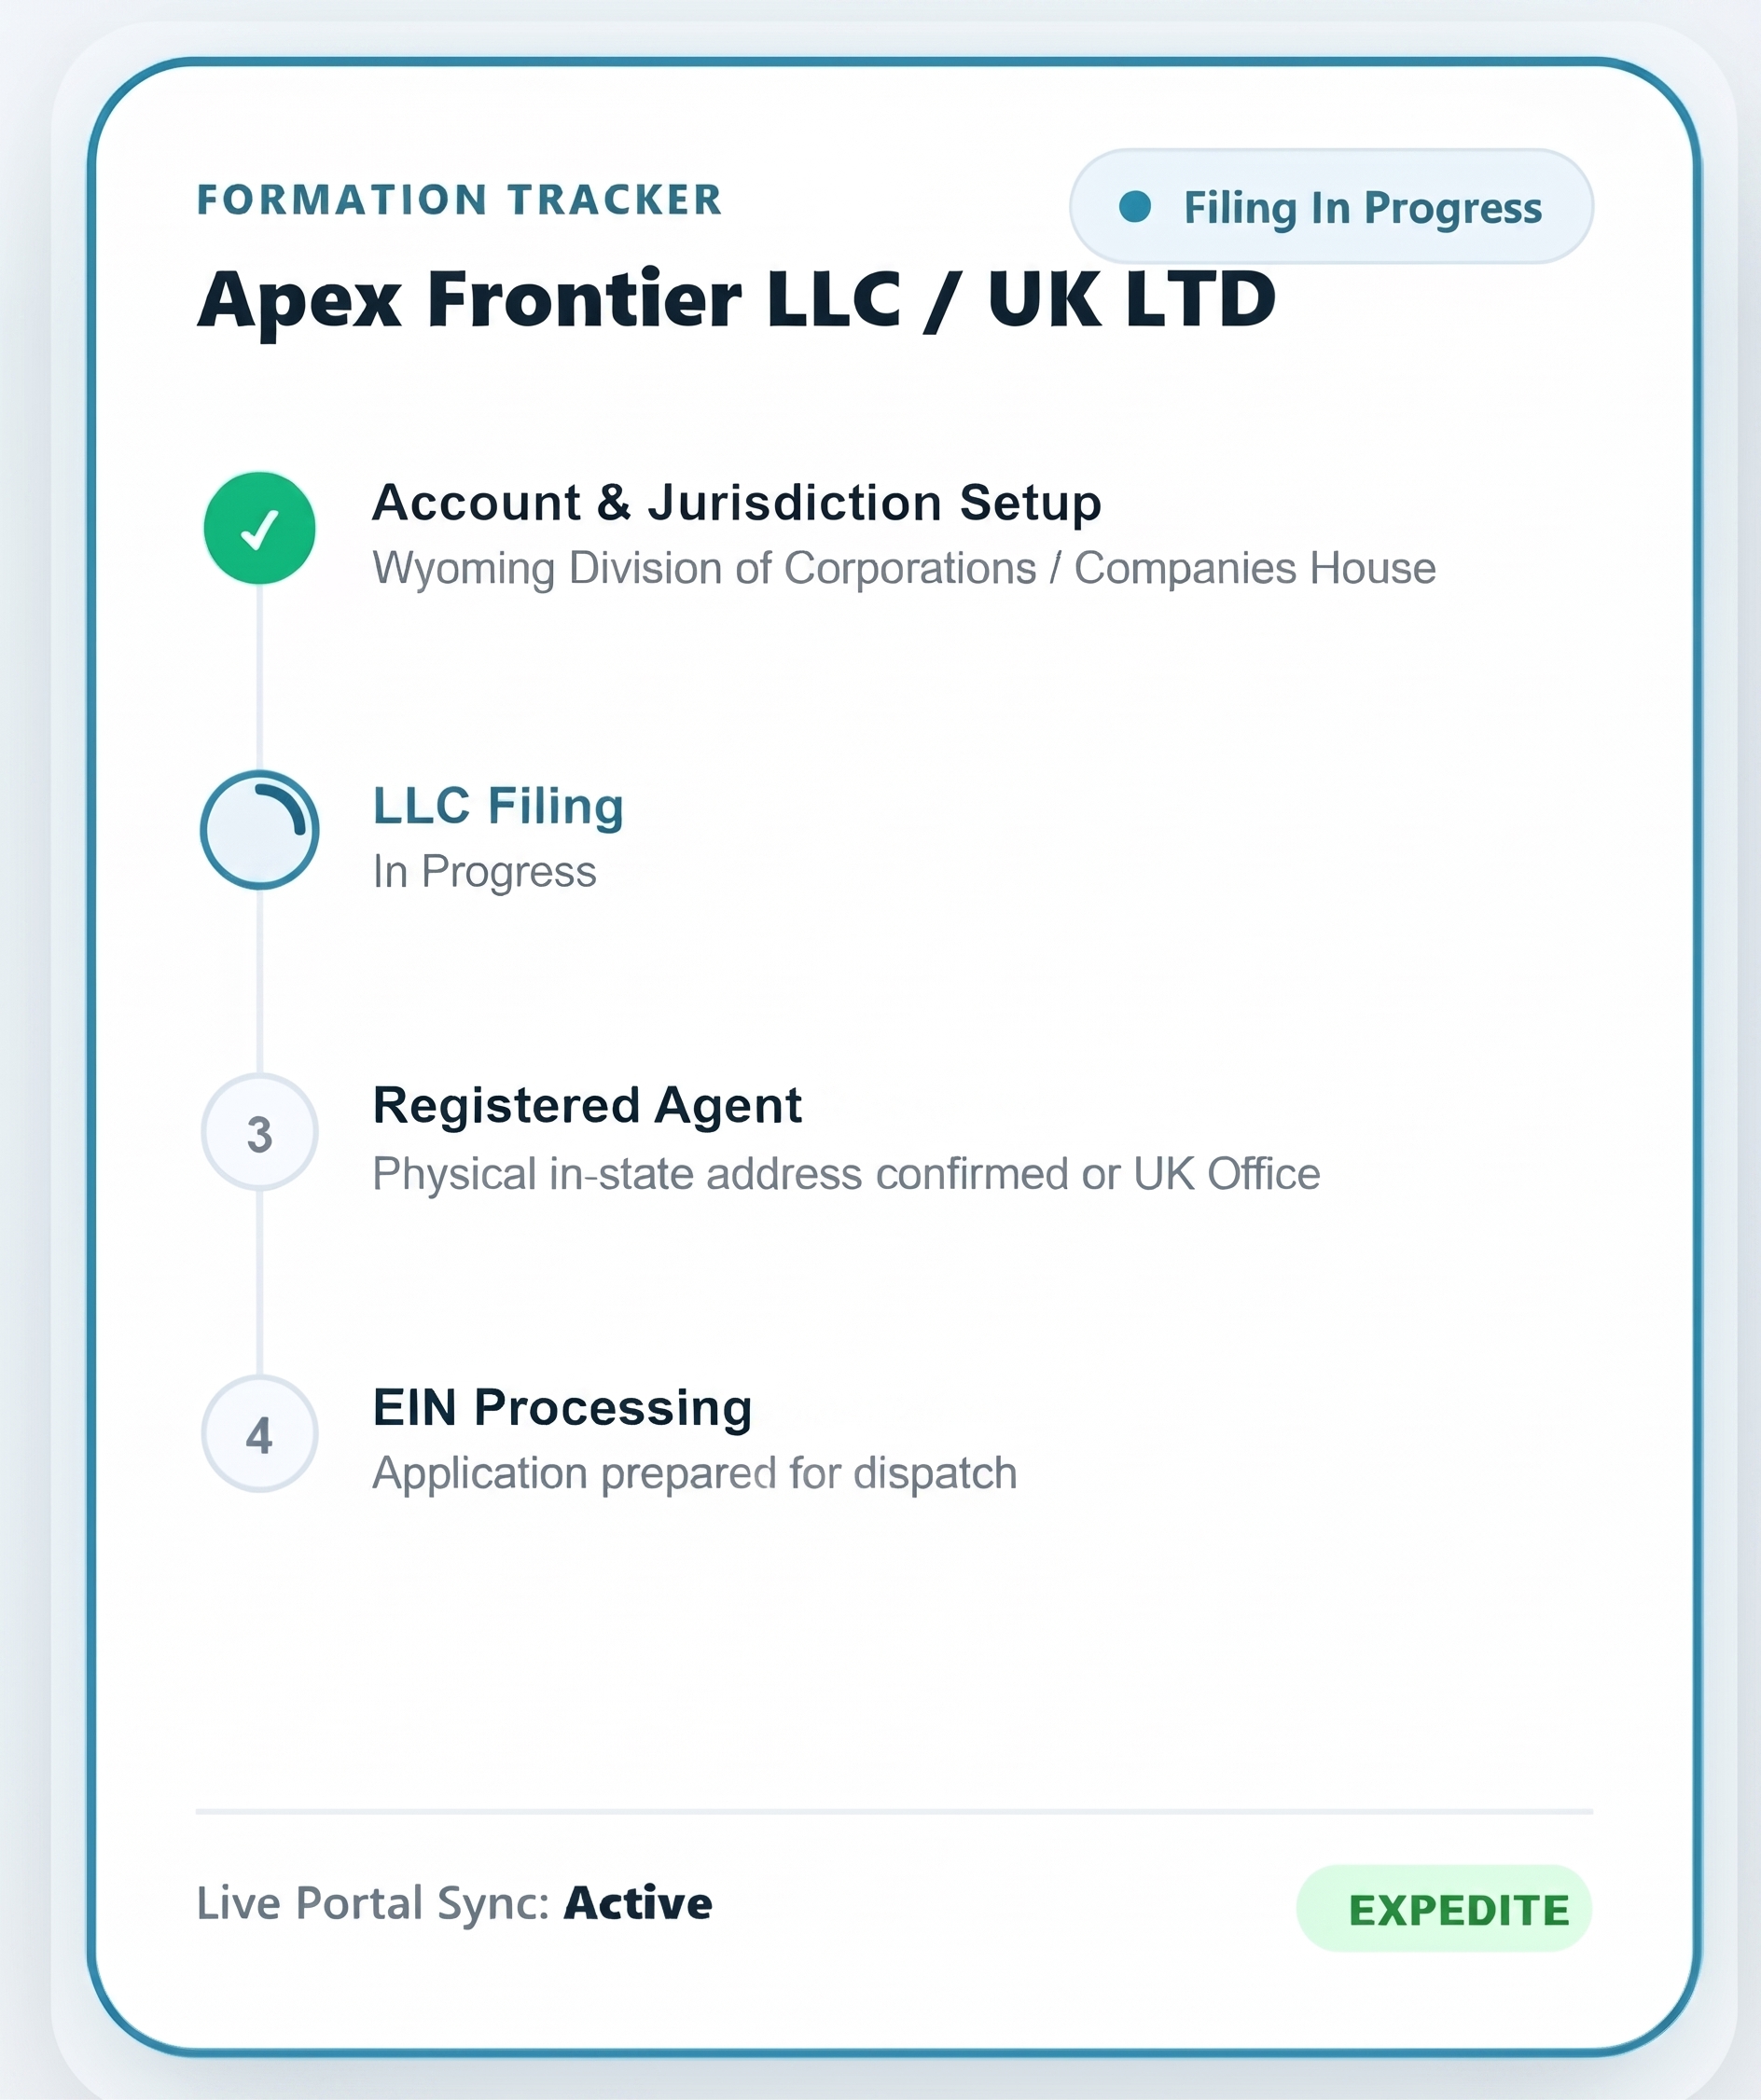 FORMATION TRACKER
Filing In Progress
Apex Frontier LLC / UK LTD
Account & Jurisdiction Setup
Wyoming Division of Corporations / Companies House
LLC Filing
In Progress
3
Registered Agent
Physical in-state address confirmed or UK Office
4
EIN Processing
Application prepared for dispatch
Live Portal Sync: Active
EXPEDITE